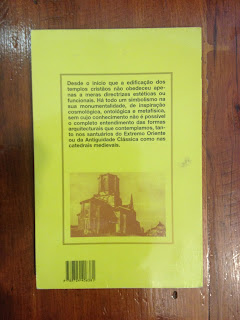 Desde o início que a edificação dos
templos cristãos não obedeceu ape-
nas a meras directrizes estéticas ou
funcionais. Há todo um simbolismo na
sua monumentalidade, de inspiração
cosmológica, ontológica e metafísica,
sem cujo conhecimento não é possível
o completo entendimento das formas
arquitecturais que contemplamos, tan-
to nos santuários do Extremo Oriente
ou da Antiguidade Clássica como nas
catedrais medievais.